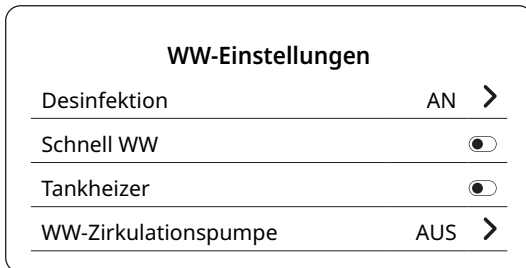 WW-Einstellungen
Desinfektion AN
Schnell WW
Tankheizer
WW-Zirkulationspumpe AUS